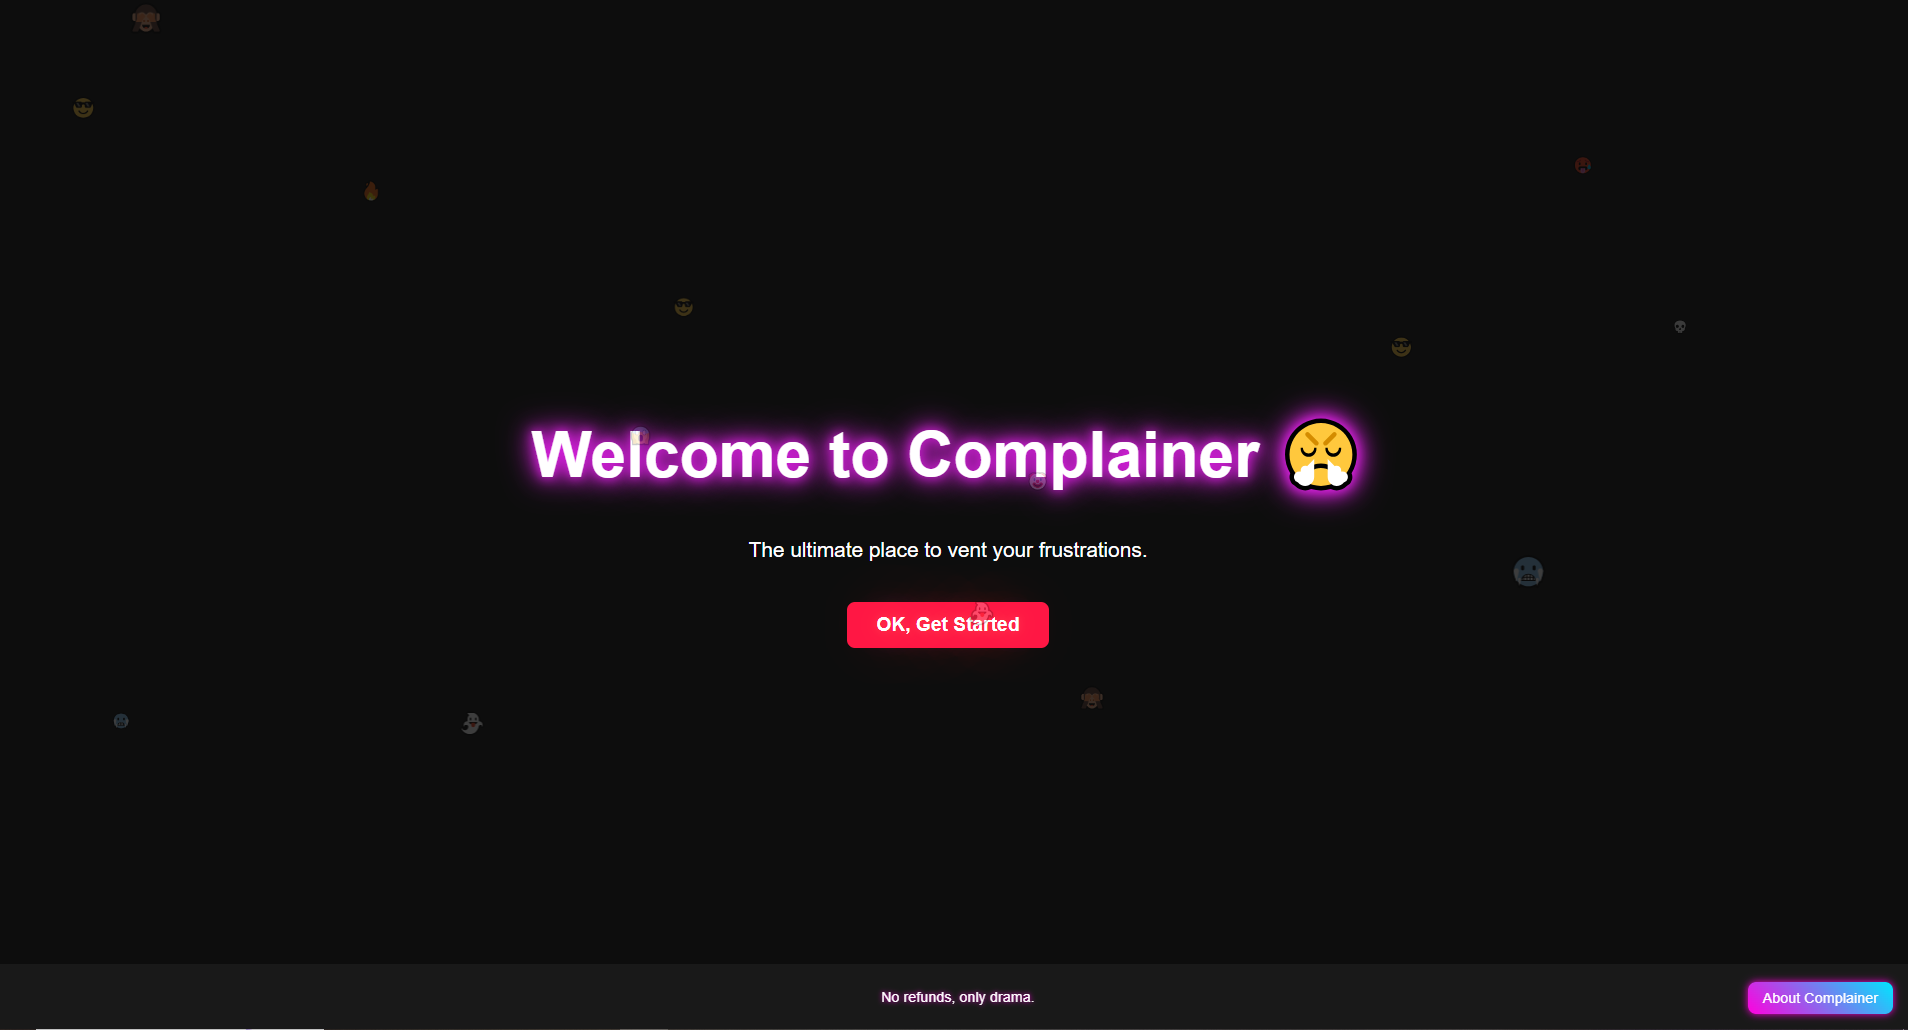 Welcome to Complainer 😤
The ultimate place to vent your frustrations.
OK, Get Started
No refunds, only drama.
About Complainer